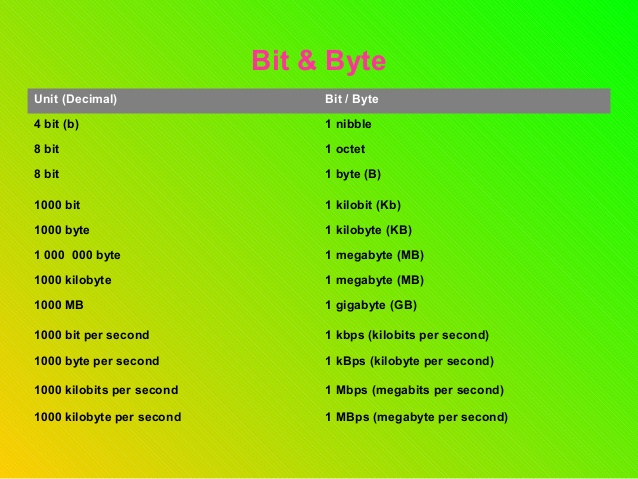 Bit & Byte
Unit (Decimal) Bit / Byte
4 bit (b) 1 nibble
8 bit 1 octet
8 bit 1 byte (B)
1000 bit 1 kilobit (Kb)
1000 byte 1 kilobyte (KB)
1 000  000 byte 1 megabyte (MB)
1000 kilobyte 1 megabyte (MB)
1000 MB 1 gigabyte (GB)
1000 bit per second 1 kbps (kilobits per second)
1000 byte per second 1 kBps (kilobyte per second)
1000 kilobits per second 1 Mbps (megabits per second)
1000 kilobyte per second 1 MBps (megabyte per second)